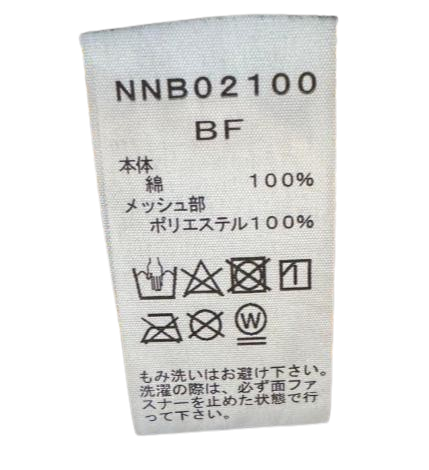 NNB02100
BF
本体
綿 100%
メッシュ部
ポリエステル100%
W
もみ洗いはお避け下さい。
洗濯の際は、必ず面ファ
スナーを止めた状態で行
って下さい。